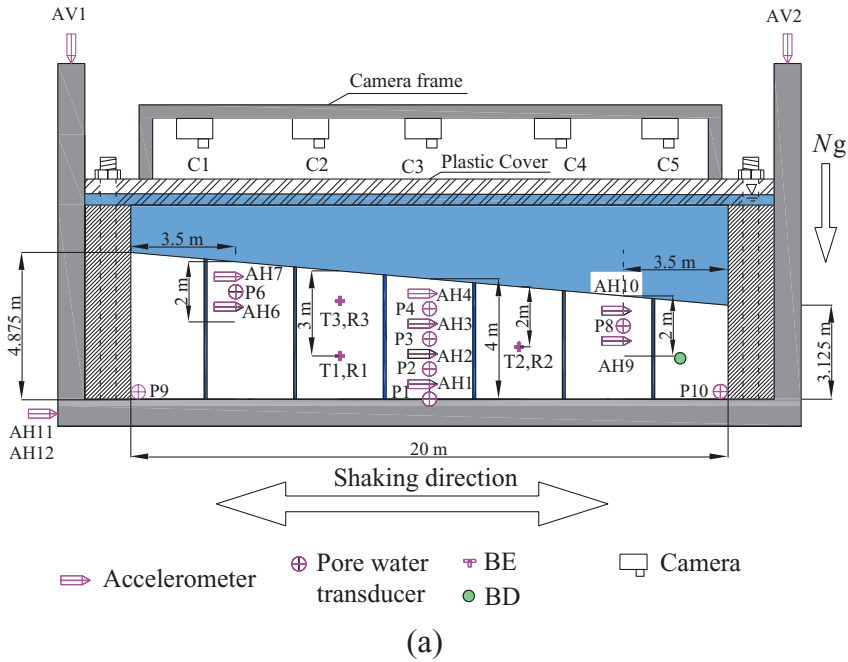 AV1
AV2
Camera frame
C1
C2
C3
C4
C5
Plastic Cover
Ng
3.5 m
3.5 m
AH7
P6
AH6
2 m
4.875 m
3 m
T3,R3
T1,R1
AH4
P4
AH3
P3
AH2
P2
AH1
P1
4 m
2m
T2,R2
AH10
P8
AH9
2 m
3.125 m
P9
P10
AH11
AH12
20 m
Shaking direction
Accelerometer
Pore water
transducer
BE
BD
Camera
(a)